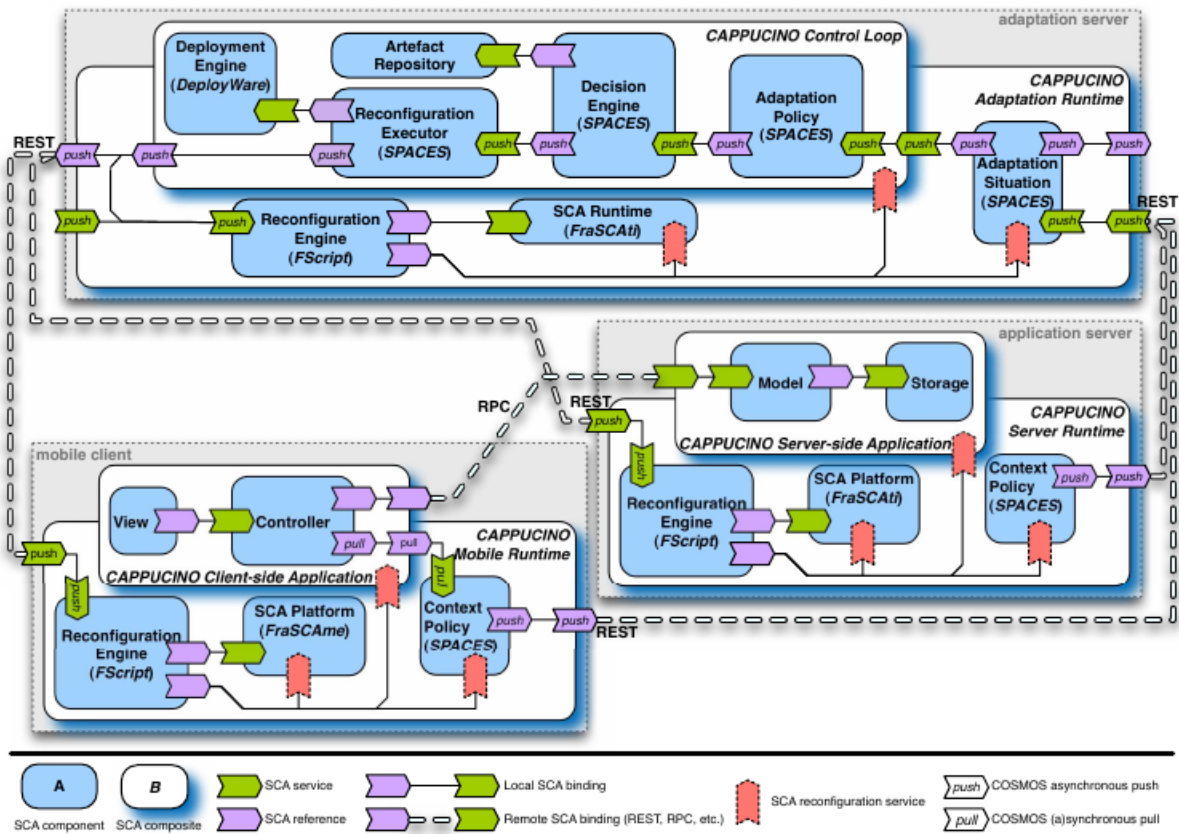 adaptation server
CAPPUCINO Control Loop
Deployment
Engine
(DeployWare)
Artefact
Repository
Decision
Engine
(SPACES)
Adaptation
Policy
(SPACES)
CAPPUCINO
Adaptation Runtime
Reconfiguration
Executor
(SPACES)
REST
push
push
push
push
push
push
push
push
push
push
push
push
Adaptation
Situation
(SPACES)
push
push
REST
push
push
Reconfiguration
Engine
(FScript)
SCA Runtime
(FraSCAti)
application server
Model
Storage
RPC
REST
push
CAPPUCINO
Server Runtime
CAPPUCINO Server-side Application
push
Reconfiguration
Engine
(FScript)
SCA Platform
(FraSCAti)
Context
Policy
(SPACES)
push
push
mobile client
View
Controller
pull
pull
CAPPUCINO
Mobile Runtime
push
CAPPUCINO Client-side Application
push
pul
Reconfiguration
Engine
(FScript)
SCA Platform
(FraSCAme)
Context
Policy
(SPACES)
push
push
REST
A
SCA component
B
SCA composite
SCA service
SCA reference
Local SCA binding
Remote SCA binding (REST, RPC, etc.)
SCA reconfiguration service
push
COSMOS asynchronous push
pull
COSMOS (a)synchronous pull